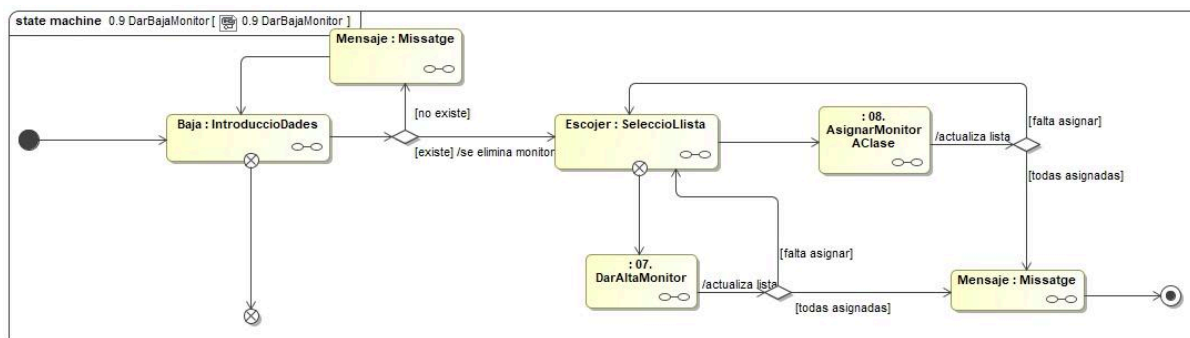 state machine 0.9 DarBajaMonitor [ 0.9 DarBajaMonitor ]
Mensaje : Missatge
Baja : IntroduccioDades
[no existe]
[existe] /se elimina monitor
Escojer : SeleccioLlista
: 08.
AsignarMonitor
AClase
/actualiza lista
[falta asignar]
[todas asignadas]
: 07.
DarAltaMonitor
/actualiza lista
[falta asignar]
[todas asignadas]
Mensaje : Missatge